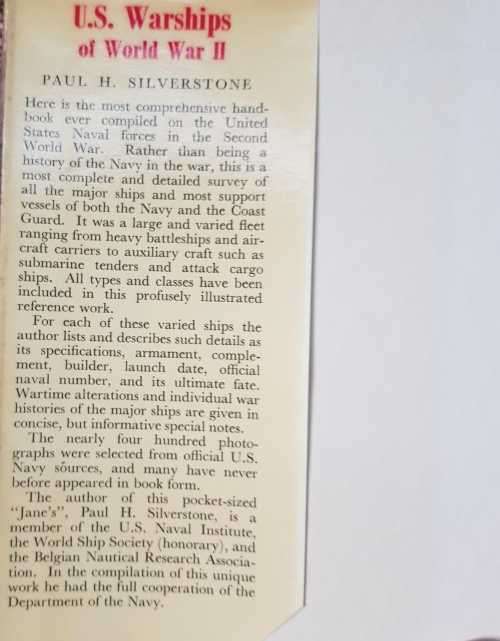 U.S. Warships
of World War II
PAUL H. SILVERSTONE
Here is the most comprehensive hand-
book ever compiled on the United
States Naval forces in the Second
World War. Rather than being a
history of the Navy in the war, this is a
most complete and detailed survey of
all the major ships and most support
vessels of both the Navy and the Coast
Guard. It was a large and varied fleet
ranging from heavy battleships and air-
craft carriers to auxiliary craft such as
submarine tenders and attack cargo
ships. All types and classes have been
included in this profusely illustrated
reference work.
For each of these varied ships the
author lists and describes such details as
its specifications, armament, comple-
ment, builder, launch date, official
naval number, and its ultimate fate.
Wartime alterations and individual war
histories of the major ships are given in
concise, but informative special notes.
The nearly four hundred photo-
graphs were selected from official U.S.
Navy sources, and many have never
before appeared in book form.
The author of this pocket-sized
"Jane's", Paul H. Silverstone, is a
member of the U.S. Naval Institute,
the World Ship Society (honorary), and
the Belgian Nautical Research Associa-
tion. In the compilation of this unique
work he had the full cooperation of the
Department of the Navy.